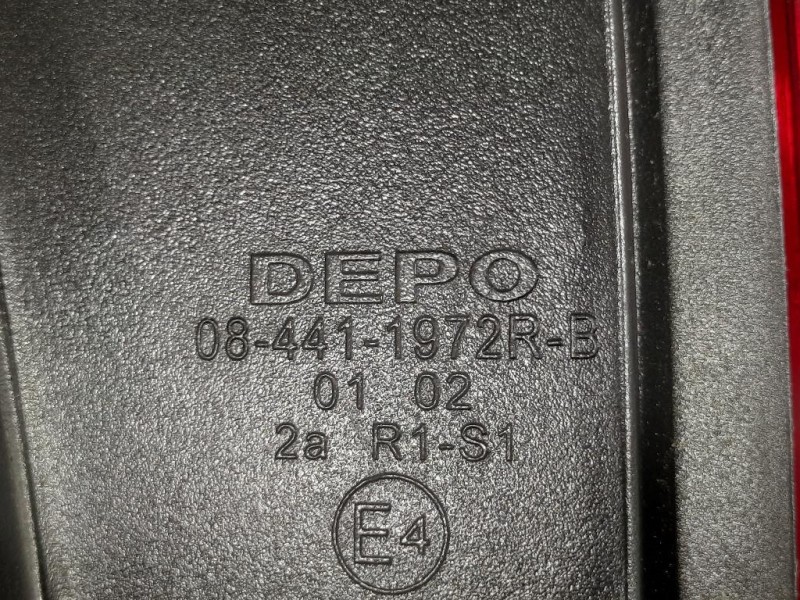 DEPO
08-441-1972R-B
01 02
2a R1-S1
E4